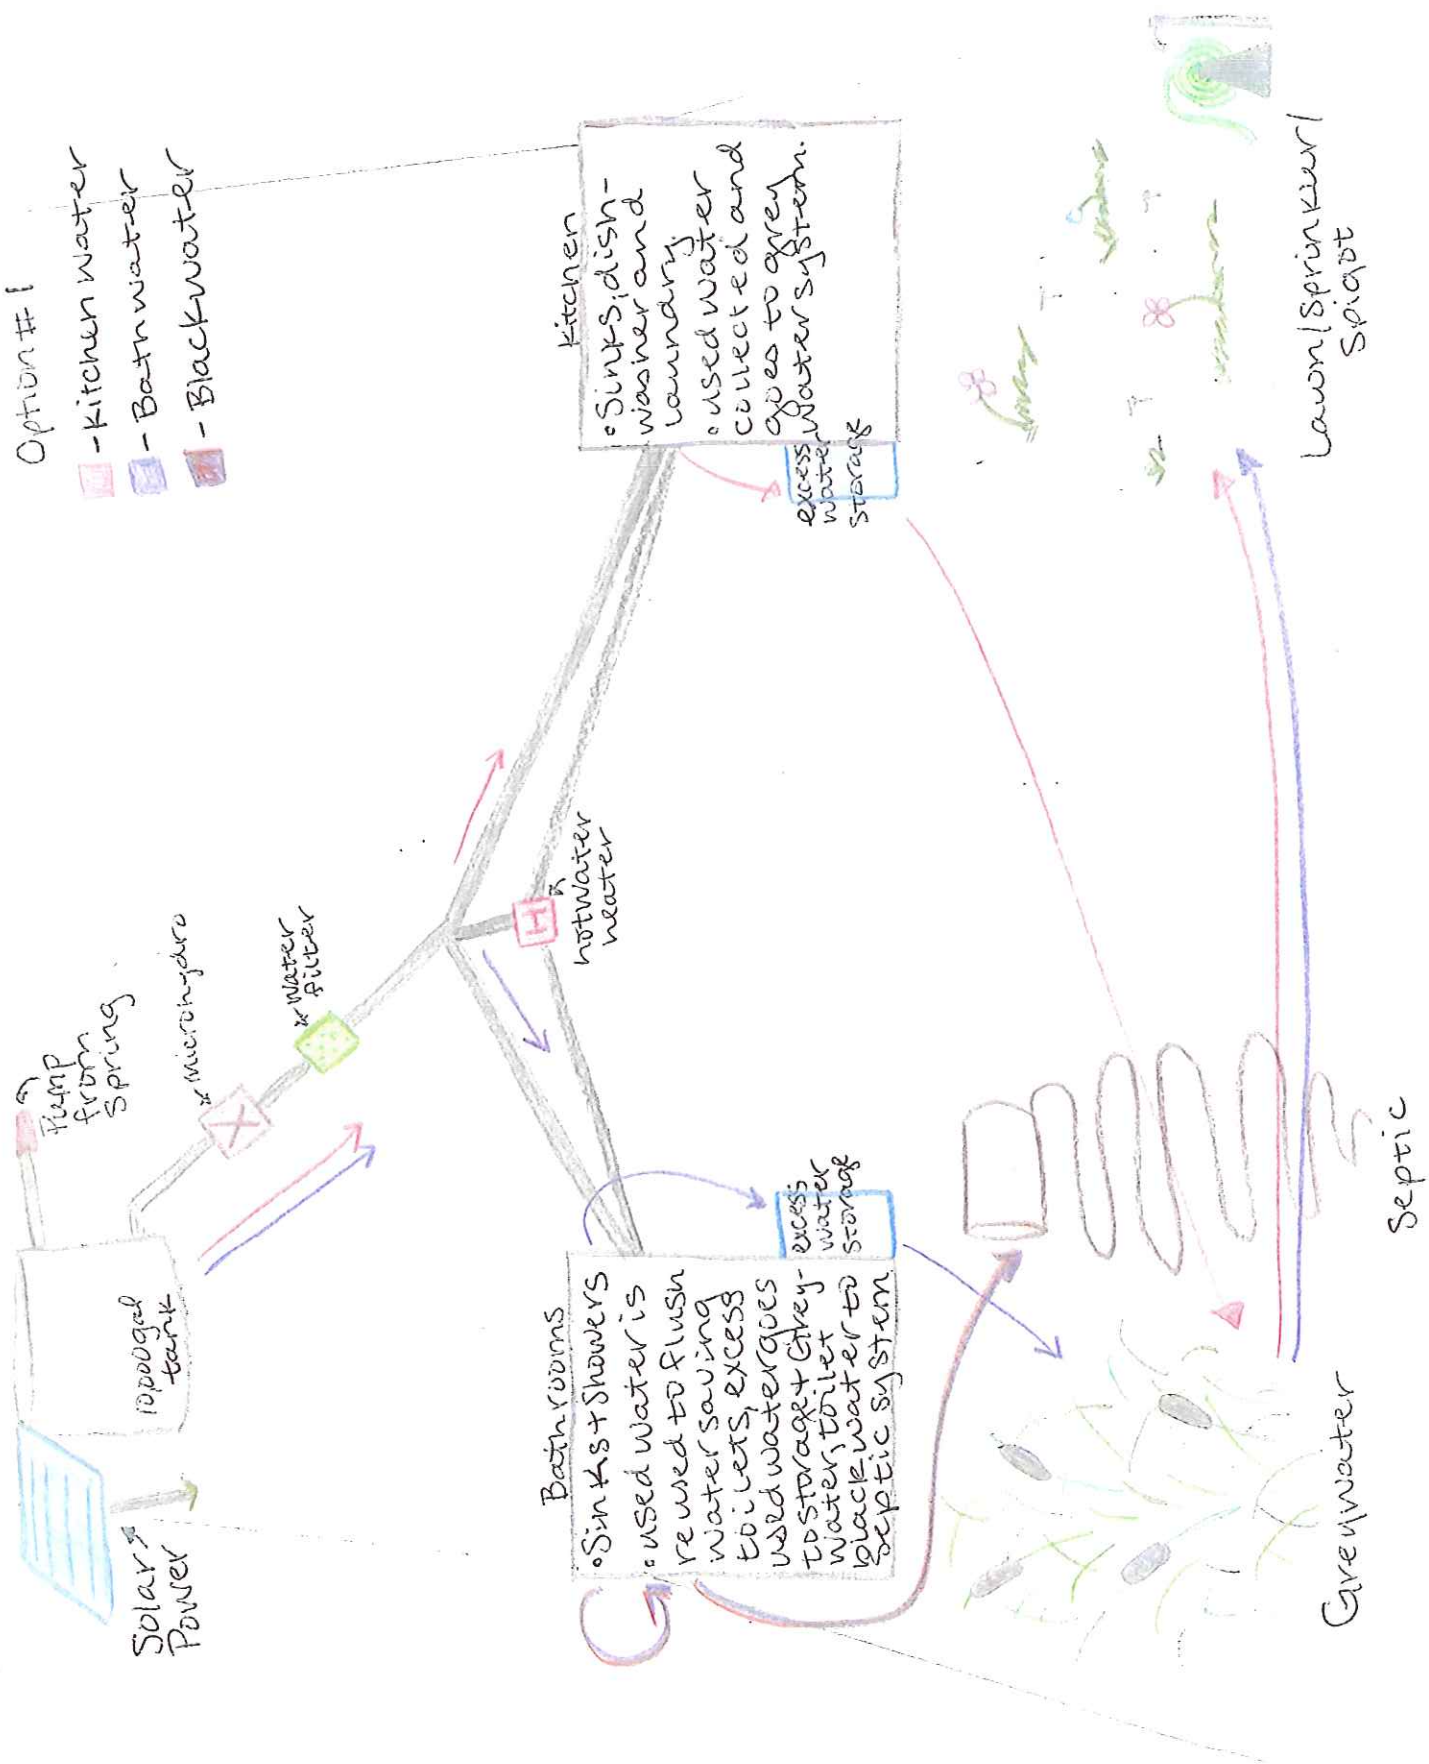 Option # 1
- Kitchen water
- Bathwater
- Blackwater
Pump
from
Spring
microhydro
Water
filter
10,000gal
tank
Solar
Power
H
hotwater
heater
Kitchen
• Sinks, dish-
washer and
laundry.
• used water
collected and
goes to grey
water system.
excess
water
storage
Bathrooms
• Sinks + Showers
• used water is
reused to flush
water saving
toilets, excess
used water goes
to storage + Grey-
water, toilet
blackwater to
septic system
excess
water
storage
Lawn/Sprinkler/
Spigot
Septic
Greywater